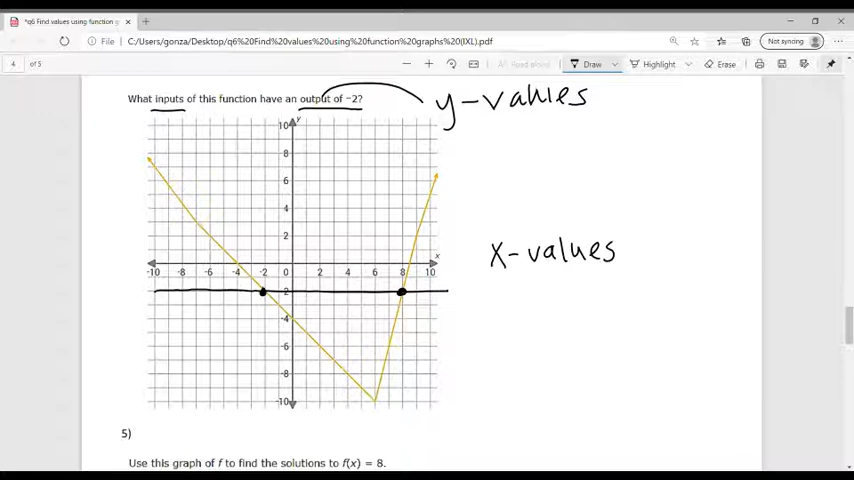 *q6 Find values using function g
File
C:/Users/gonza/Desktop/q6%20Find%20values%20using%20function%20graphs%20(IXL).pdf
Not syncing
4 of 5
Read aloud
Draw
Highlight
Erase
What inputs of this function have an output of -2?
y-values
y
10
8
6
4
2
x
-10 -8 -6 -4 -2 0 2 4 6 8 10
-2
-4
-6
-8
-10
x-values
5)
Use this graph of f to find the solutions to f(x) = 8.